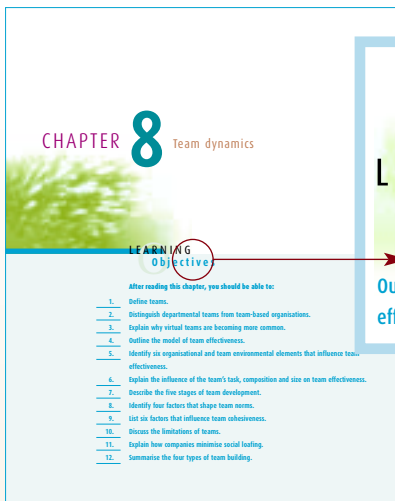 CHAPTER 8 Team dynamics
L
LEARNING
Objectives
Ou
eff
After reading this chapter, you should be able to:
1. Define teams.
2. Distinguish departmental teams from team-based organisations.
3. Explain why virtual teams are becoming more common.
4. Outline the model of team effectiveness.
5. Identify six organisational and team environmental elements that influence team
effectiveness.
6. Explain the influence of the team's task, composition and size on team effectiveness.
7. Describe the five stages of team development.
8. Identify four factors that shape team norms.
9. List six factors that influence team cohesiveness.
10. Discuss the limitations of teams.
11. Explain how companies minimise social loafing.
12. Summarise the four types of team building.